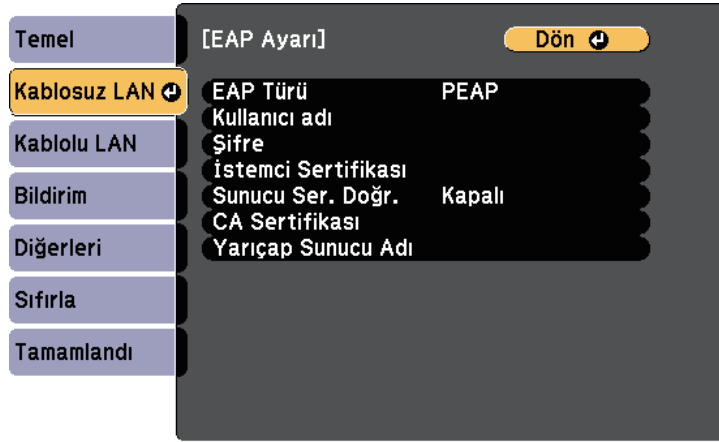 Temel
Kablosuz LAN
Kablolu LAN
Bildirim
Diğerleri
Sıfırla
Tamamlandı
[EAP Ayarı]
Dön
EAP Türü PEAP
Kullanıcı adı
Şifre
İstemci Sertifikası
Sunucu Ser. Doğr. Kapalı
CA Sertifikası
Yarıçap Sunucu Adı